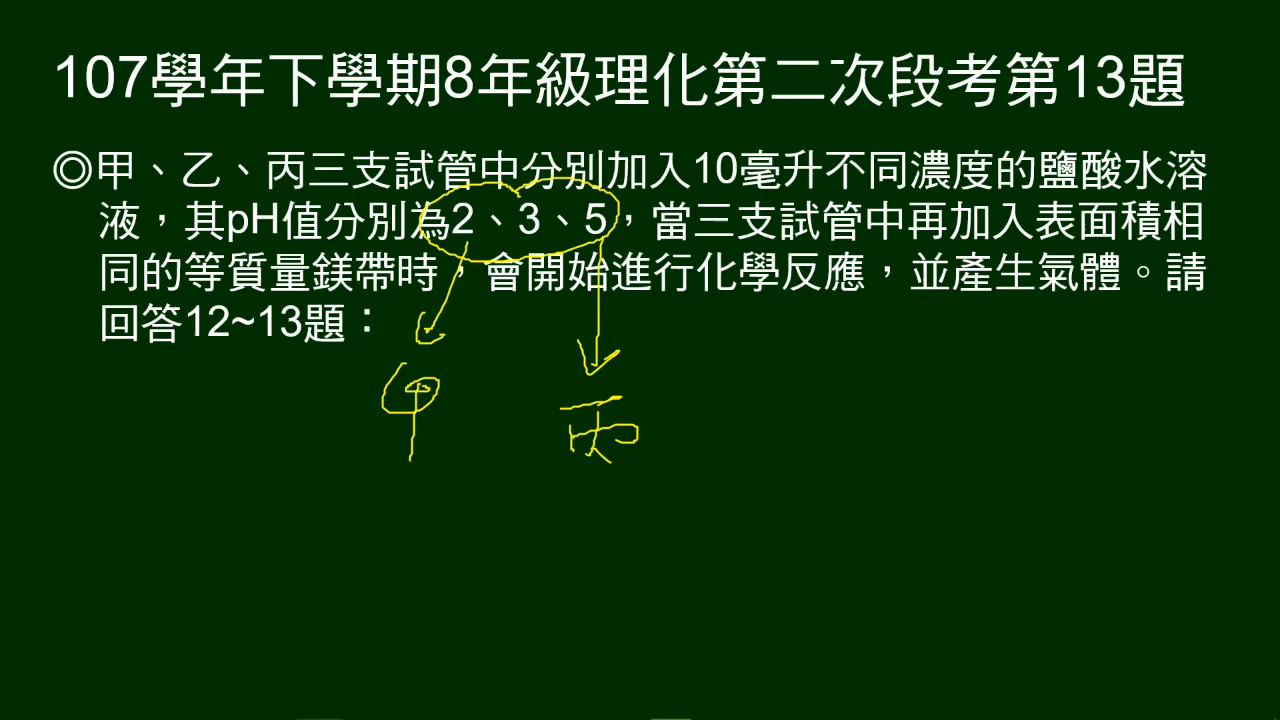 107學年下學期8年級理化第二次段考第13題
◎甲、乙、丙三支試管中分別加入10毫升不同濃度的鹽酸水溶
液，其pH值分別為2、3、5，當三支試管中再加入表面積相
同的等質量鎂帶時，會開始進行化學反應，並產生氣體。請
回答12~13題：
甲 丙